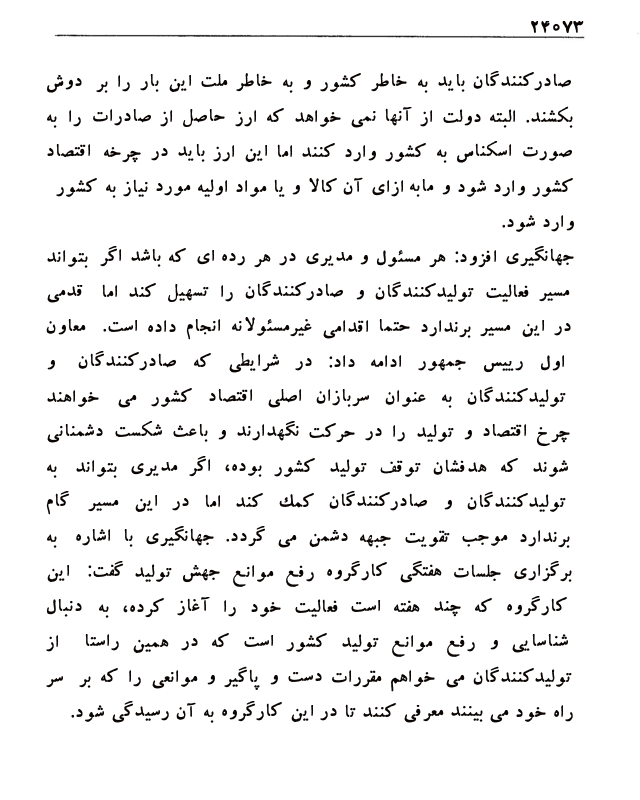 ۲۴۰۷۳
صادرکنندگان باید به خاطر کشور و به خاطر ملت این بار را بر دوش
بکشند. البته دولت از آنها نمی خواهد که ارز حاصل از صادرات را به
صورت اسکناس به کشور وارد کنند اما این ارز باید در چرخه اقتصاد
کشور وارد شود و مابه ازای آن کالا و یا مواد اولیه مورد نیاز به کشور
وارد شود.
جهانگیری افزود: هر مسئول و مدیری در هر رده ای که باشد اگر بتواند
مسیر فعالیت تولیدکنندگان و صادرکنندگان را تسهیل کند اما قدمی
در این مسیر برندارد حتما اقدامی غیرمسئولانه انجام داده است. معاون
اول رییس جمهور ادامه داد: در شرایطی که صادرکنندگان و
تولیدکنندگان به عنوان سربازان اصلی اقتصاد کشور می خواهند
چرخ اقتصاد و تولید را در حرکت نگهدارند و باعث شکست دشمنانی
شوند که هدفشان توقف تولید کشور بوده، اگر مدیری بتواند به
تولیدکنندگان و صادرکنندگان کمك کند اما در این مسیر گام
برندارد موجب تقویت جبهه دشمن می گردد. جهانگیری با اشاره به
برگزاری جلسات هفتگی کارگروه رفع موانع جهش تولید گفت: این
کارگروه که چند هفته است فعالیت خود را آغاز کرده، به دنبال
شناسایی و رفع موانع تولید کشور است که در همین راستا از
تولیدکنندگان می خواهم مقررات دست و پاگیر و موانعی را که بر سر
راه خود می بینند معرفی کنند تا در این کارگروه به آن رسیدگی شود.